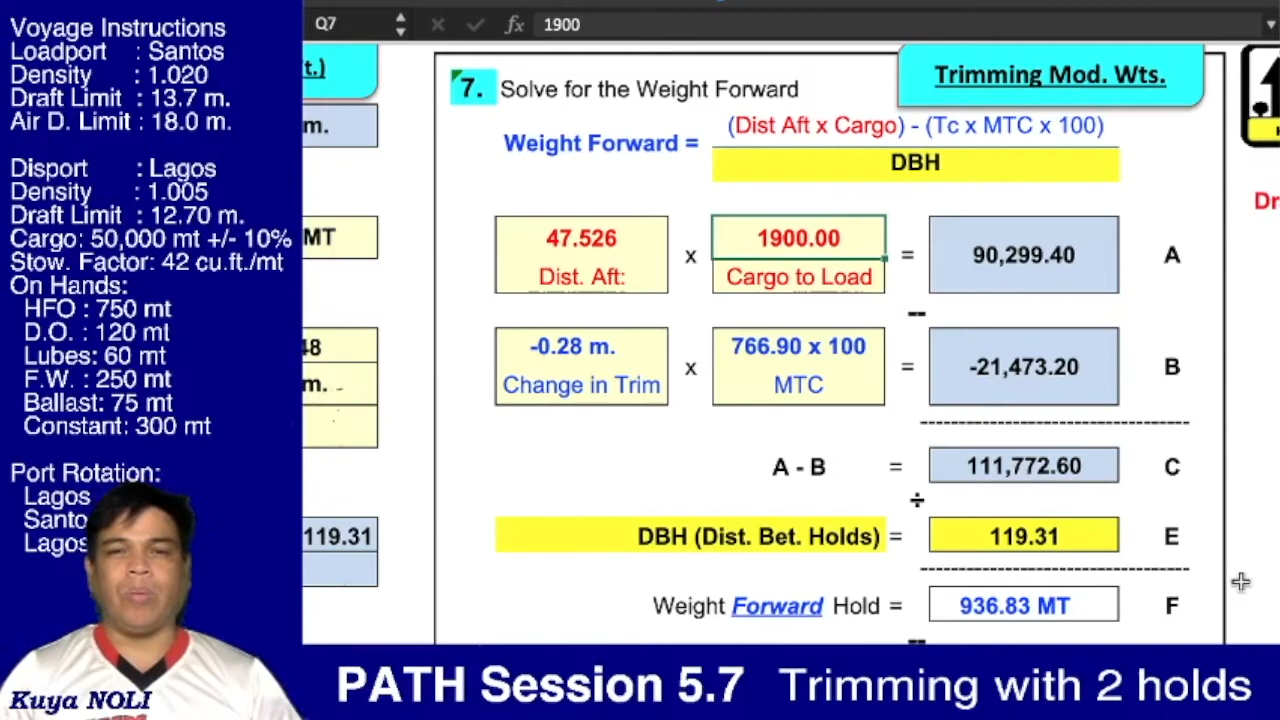 Voyage Instructions
Loadport : Santos
Density : 1.020
Draft Limit : 13.7 m.
Air D. Limit : 18.0 m.
Disport : Lagos
Density : 1.005
Draft Limit : 12.70 m.
Cargo: 50,000 mt +/- 10%
Stow. Factor: 42 cu.ft./mt
On Hands:
HFO : 750 mt
D.O. : 120 mt
Lubes: 60 mt
F.W. : 250 mt
Ballast: 75 mt
Constant: 300 mt
Port Rotation:
Lagos
Santo
Lagos
Kuya NOLI
Q7 fx 1900
t.)
m.
MT
48
m. -
119.31
7. Solve for the Weight Forward
Trimming Mod. Wts.
Weight Forward = (Dist Aft x Cargo) - (Tc x MTC x 100)
DBH
47.526 x 1900.00 = 90,299.40 A
Dist. Aft: Cargo to Load
--
-0.28 m. x 766.90 x 100 = -21,473.20 B
Change in Trim MTC
A - B = 111,772.60 C
÷
DBH (Dist. Bet. Holds) = 119.31 E
Weight Forward Hold = 936.83 MT F
--
Dr
PATH Session 5.7 Trimming with 2 holds